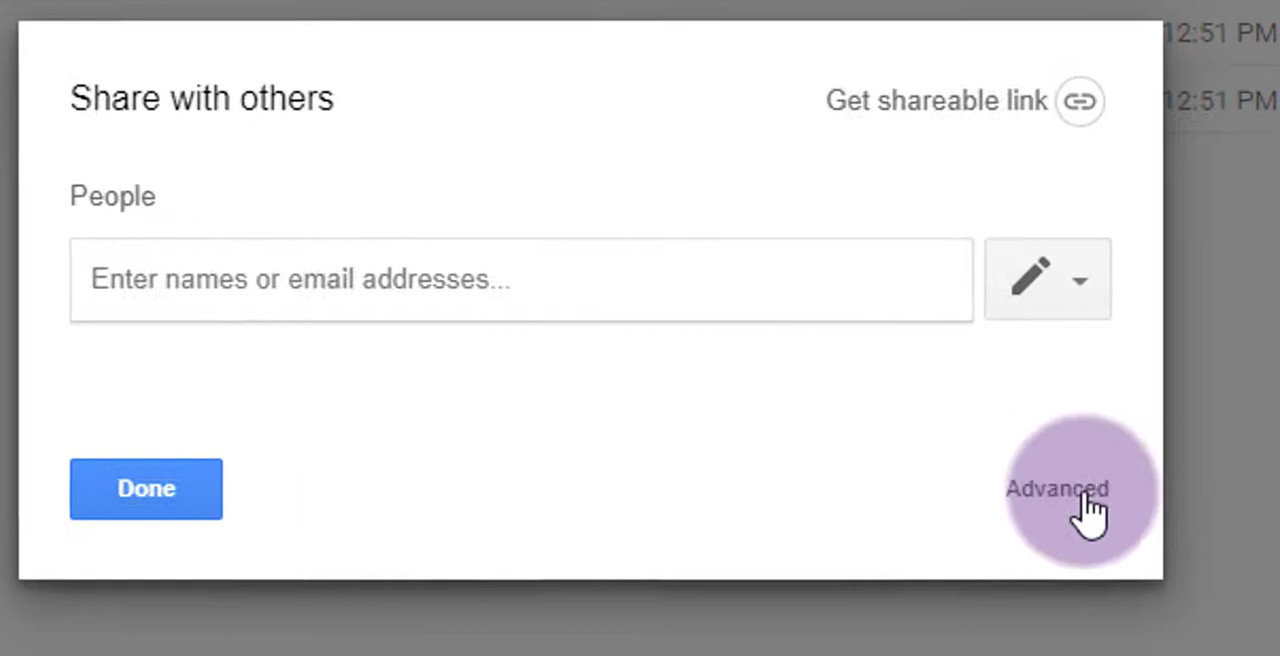 12:51 PM
Share with others
Get shareable link
12:51 PM
People
Enter names or email addresses...
Done
Advanced